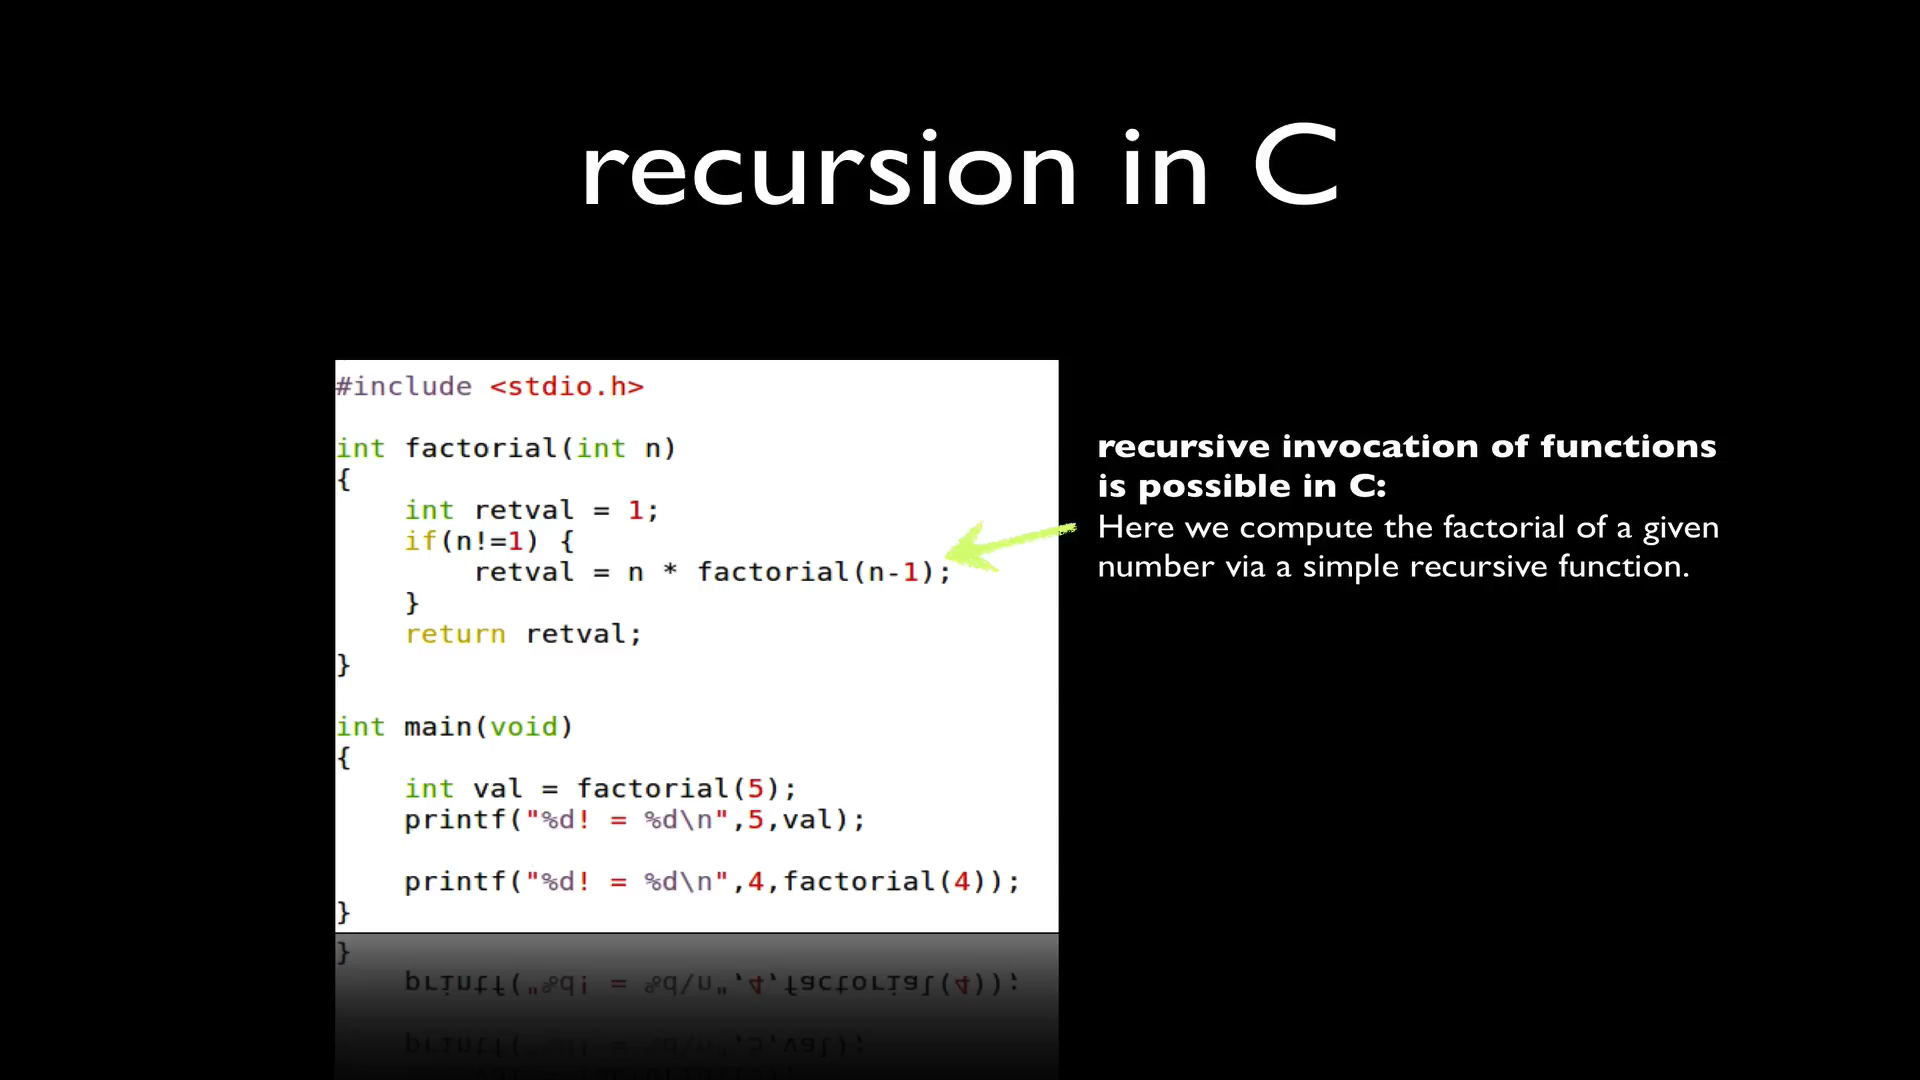 recursion in C
#include <stdio.h>
int factorial(int n)
{
int retval = 1;
if(n!=1) {
retval = n * factorial(n-1);
}
return retval;
}
int main(void)
{
int val = factorial(5);
printf("%d! = %d\n",5,val);
printf("%d! = %d\n",4,factorial(4));
}
recursive invocation of functions
is possible in C:
Here we compute the factorial of a given
number via a simple recursive function.